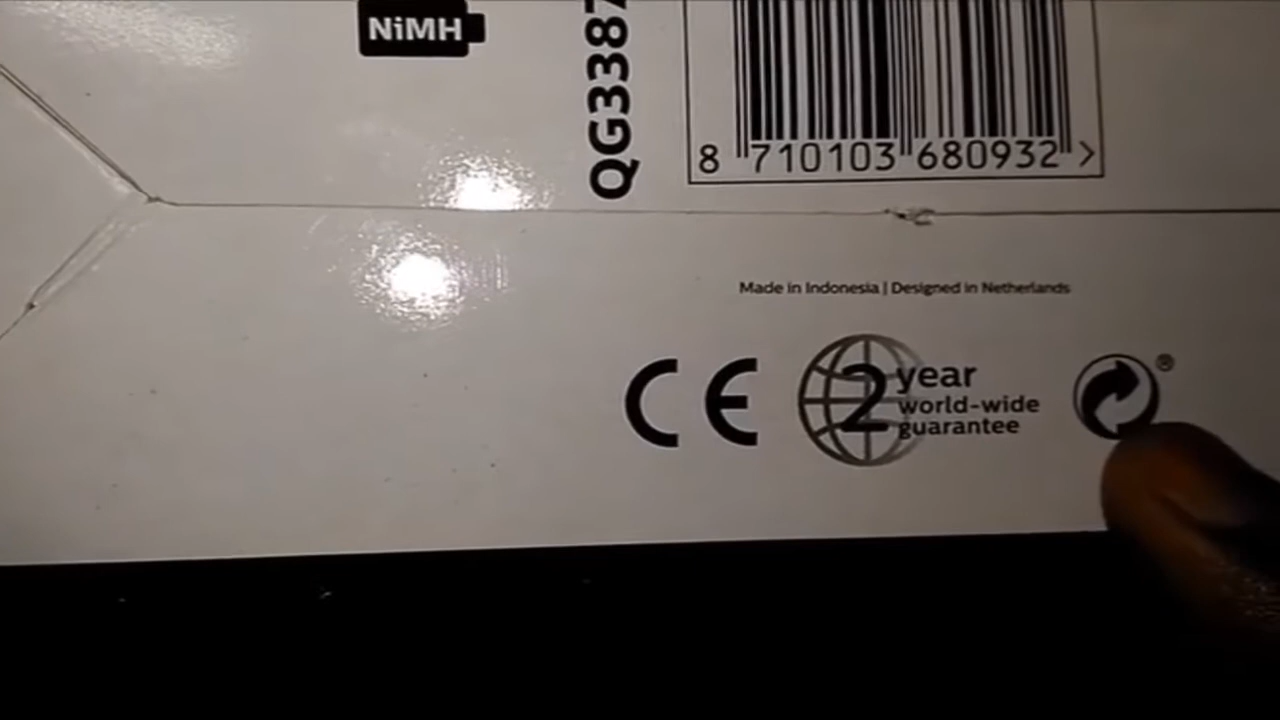 NiMH
QG3387
8 710103 680932 >
Made in Indonesia | Designed in Netherlands
CE
2 year
world-wide
guarantee
®